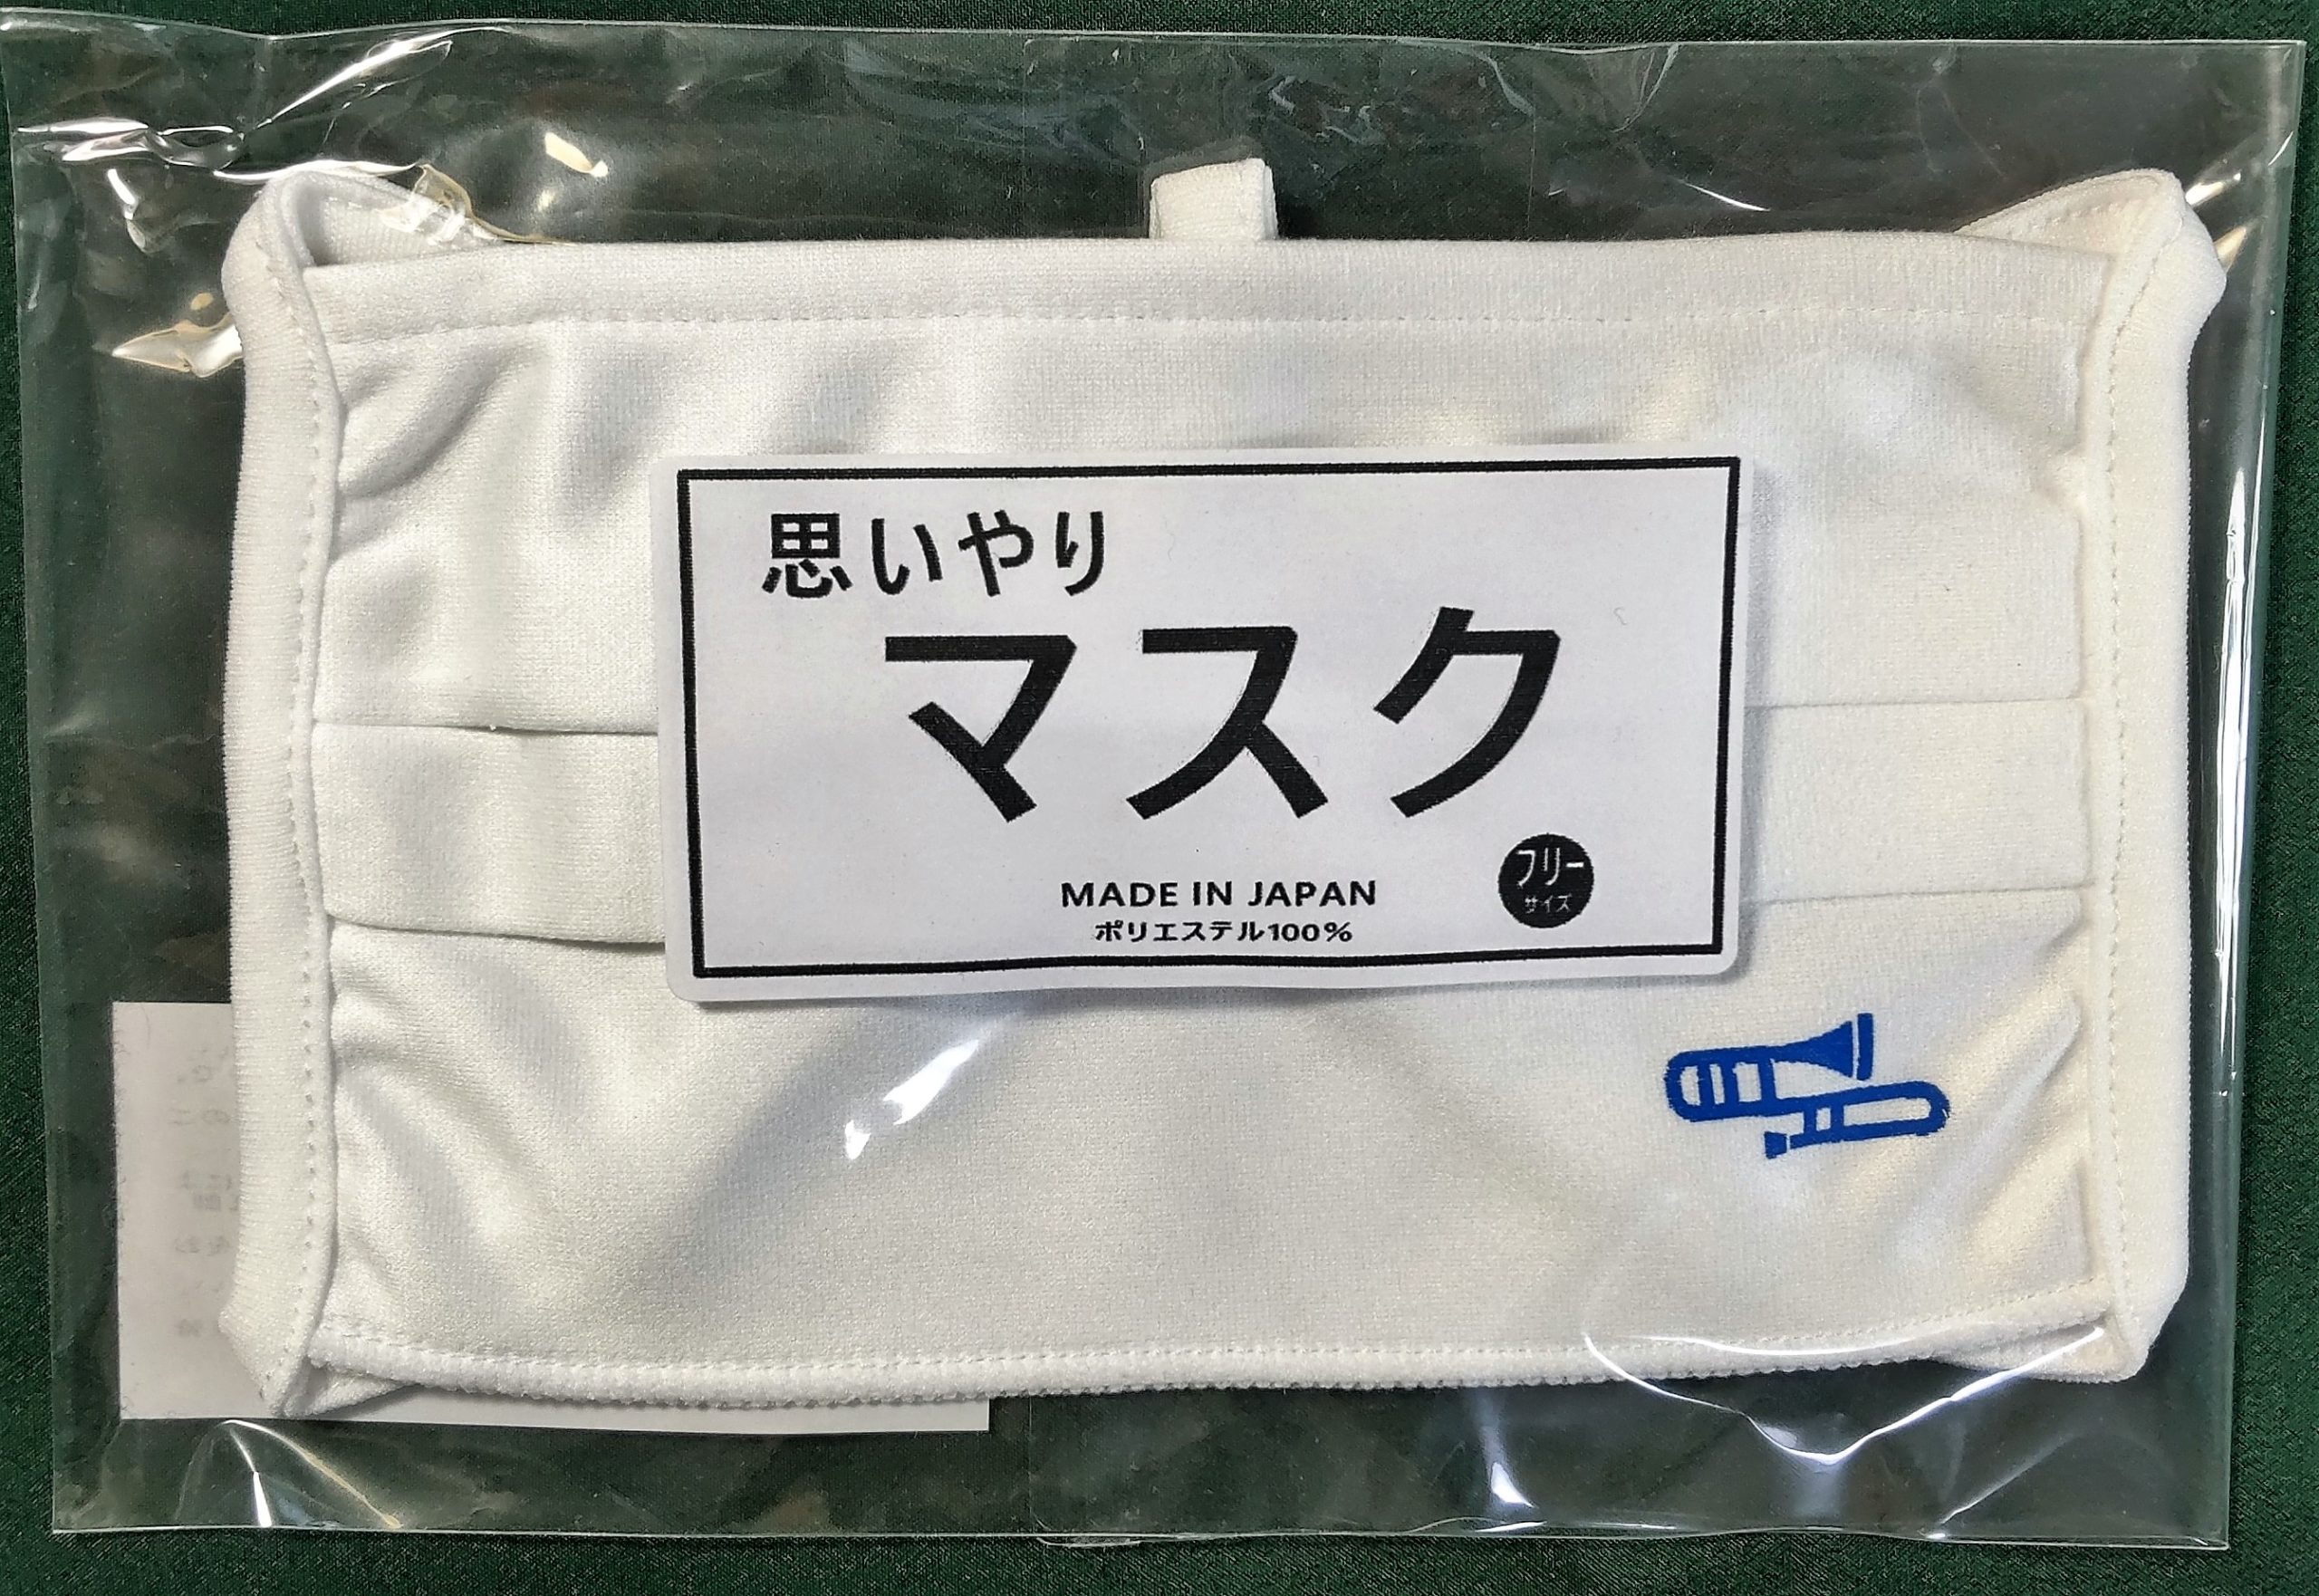 思いやり
マスク
フリー
サイズ
MADE IN JAPAN
ポリエステル100%